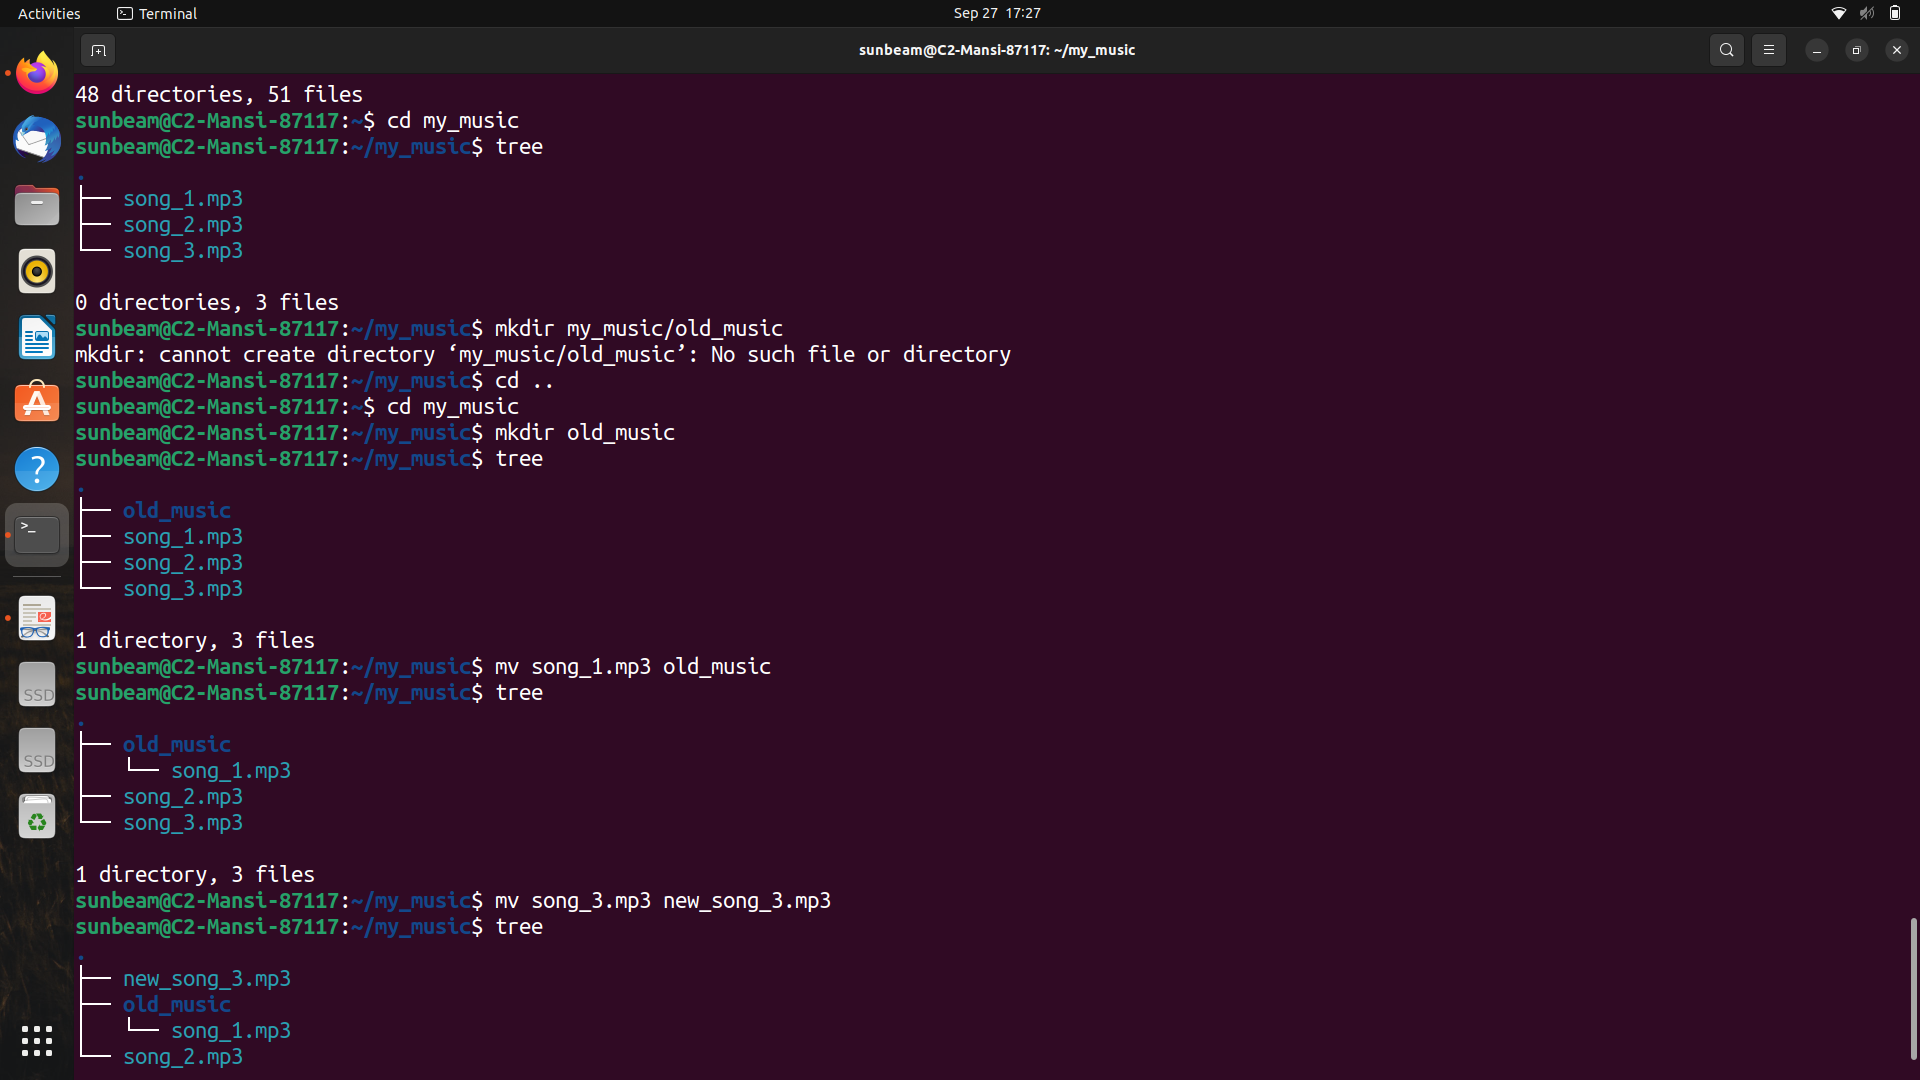 Activities
Terminal
Sep 27 17:27
sunbeam@C2-Mansi-87117: ~/my_music
48 directories, 51 files
sunbeam@C2-Mansi-87117:~$ cd my_music
sunbeam@C2-Mansi-87117:~/my_music$ tree
.
├── song_1.mp3
├── song_2.mp3
└── song_3.mp3
0 directories, 3 files
sunbeam@C2-Mansi-87117:~/my_music$ mkdir my_music/old_music
mkdir: cannot create directory ‘my_music/old_music’: No such file or directory
sunbeam@C2-Mansi-87117:~/my_music$ cd ..
sunbeam@C2-Mansi-87117:~$ cd my_music
sunbeam@C2-Mansi-87117:~/my_music$ mkdir old_music
sunbeam@C2-Mansi-87117:~/my_music$ tree
.
├── old_music
├── song_1.mp3
├── song_2.mp3
└── song_3.mp3
1 directory, 3 files
sunbeam@C2-Mansi-87117:~/my_music$ mv song_1.mp3 old_music
sunbeam@C2-Mansi-87117:~/my_music$ tree
.
├── old_music
│   └── song_1.mp3
├── song_2.mp3
└── song_3.mp3
1 directory, 3 files
sunbeam@C2-Mansi-87117:~/my_music$ mv song_3.mp3 new_song_3.mp3
sunbeam@C2-Mansi-87117:~/my_music$ tree
.
├── new_song_3.mp3
├── old_music
│   └── song_1.mp3
└── song_2.mp3
SSD
SSD